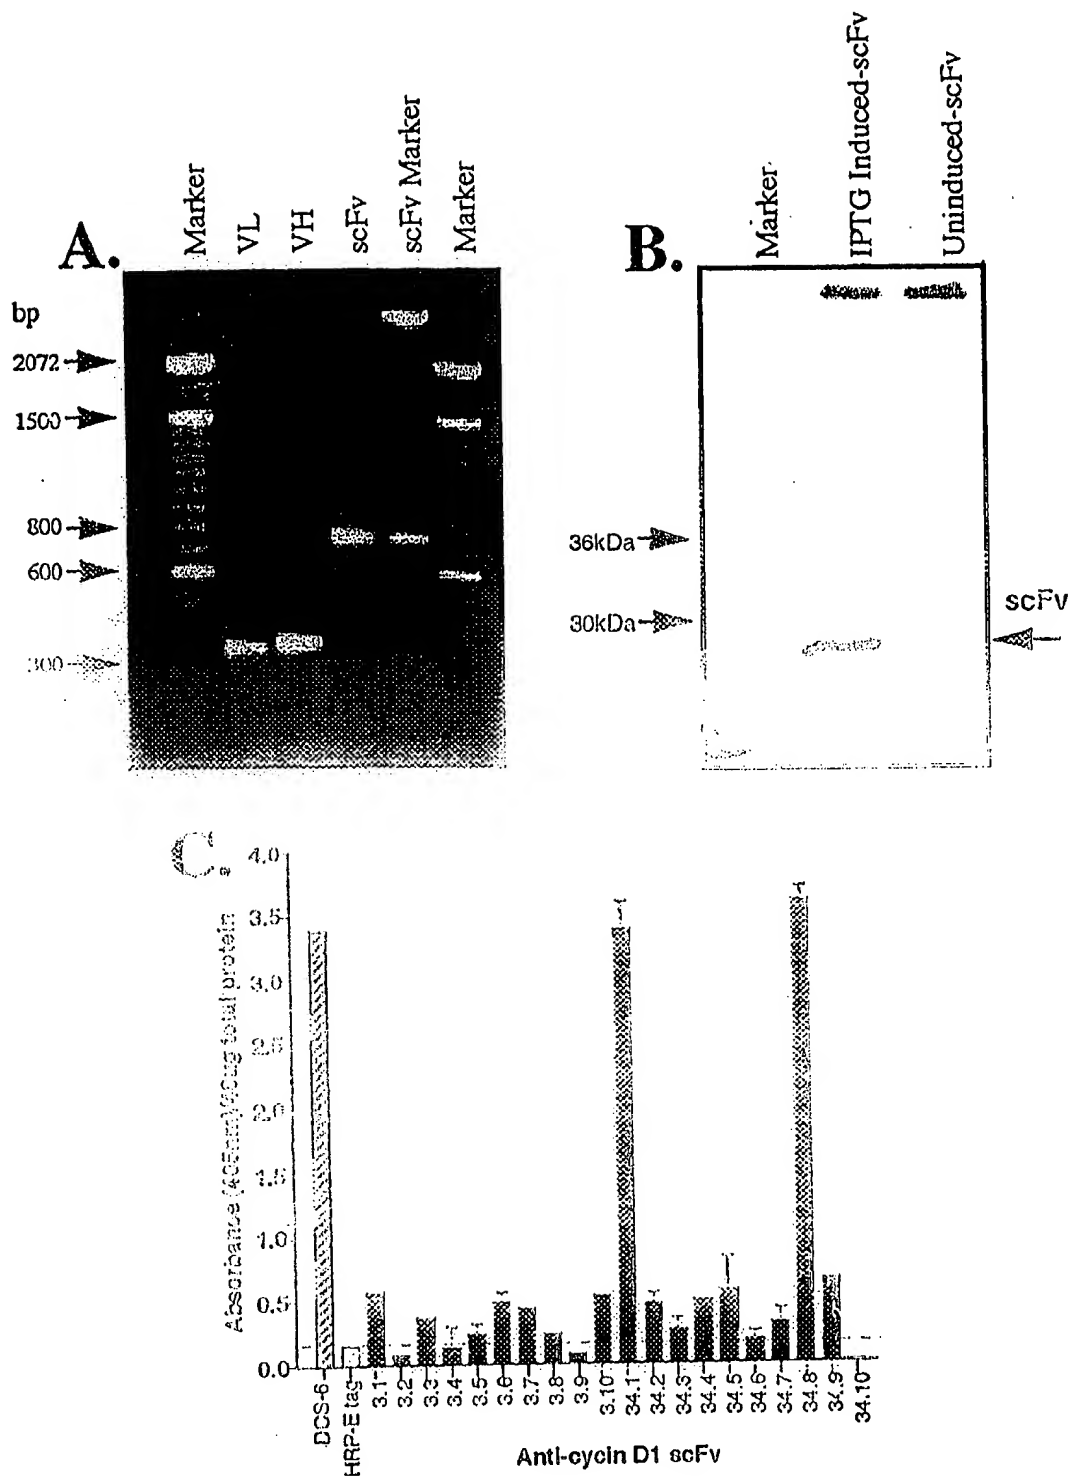 A.
Marker
VL
VH
scFv
scFv Marker
Marker
bp
2072
1500
800
600
300
B.
Marker
IPTG Induced-scFv
Uninduced-scFv
36kDa
30kDa
scFv
C.
Absorbance (405nm)/40ug total protein
4.0
3.5
3.0
2.5
2.0
1.5
1.0
0.5
0.0
DCS-6
HRP-E tag
3.1
3.2
3.3
3.4
3.5
3.6
3.7
3.8
3.9
3.10
34.1
34.2
34.3
34.4
34.5
34.6
34.7
34.8
34.9
34.10
Anti-cycin D1 scFv